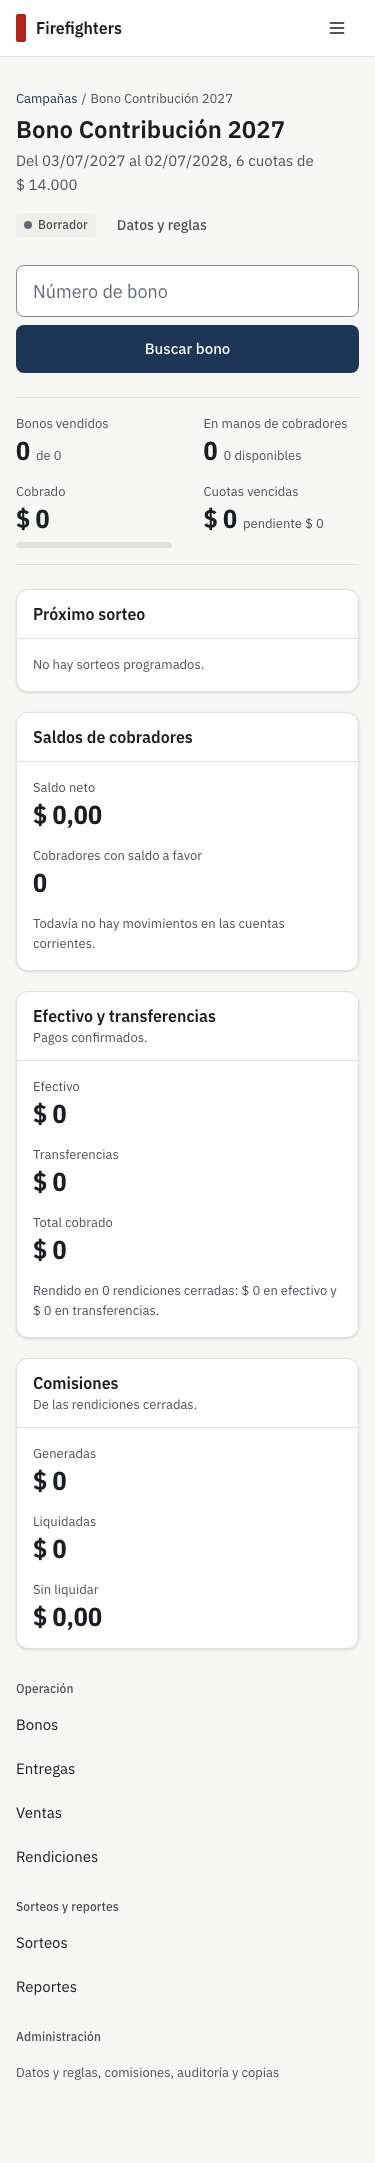 Firefighters
Campañas / Bono Contribución 2027
Bono Contribución 2027
Del 03/07/2027 al 02/07/2028, 6 cuotas de
$ 14.000
Borrador
Datos y reglas
Número de bono
Buscar bono
Bonos vendidos
0 de 0
En manos de cobradores
0 0 disponibles
Cobrado
$ 0
Cuotas vencidas
$ 0 pendiente $ 0
Próximo sorteo
No hay sorteos programados.
Saldos de cobradores
Saldo neto
$ 0,00
Cobradores con saldo a favor
0
Todavía no hay movimientos en las cuentas
corrientes.
Efectivo y transferencias
Pagos confirmados.
Efectivo
$ 0
Transferencias
$ 0
Total cobrado
$ 0
Rendido en 0 rendiciones cerradas: $ 0 en efectivo y
$ 0 en transferencias.
Comisiones
De las rendiciones cerradas.
Generadas
$ 0
Liquidadas
$ 0
Sin liquidar
$ 0,00
Operación
Bonos
Entregas
Ventas
Rendiciones
Sorteos y reportes
Sorteos
Reportes
Administración
Datos y reglas, comisiones, auditoría y copias